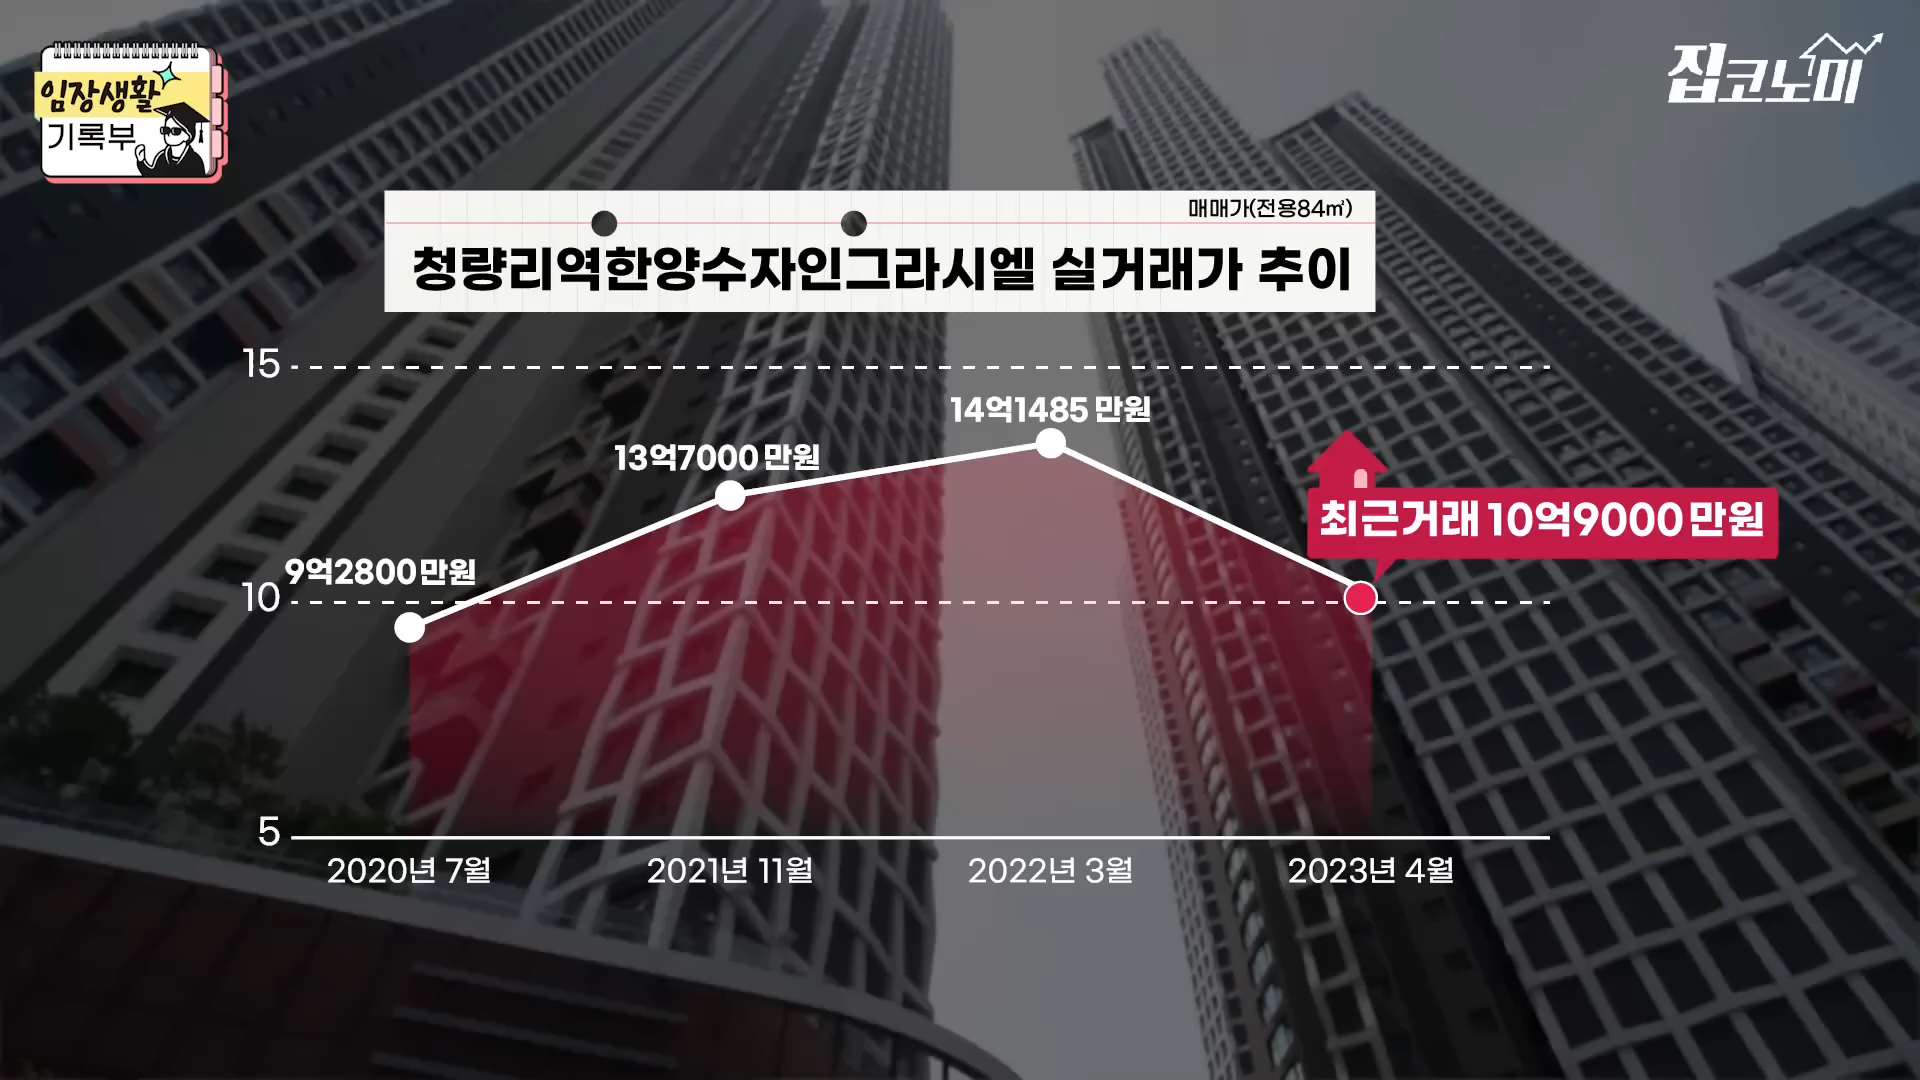 임장생활
기록부
집코노미
매매가(전용84㎡)
청량리역한양수자인그라시엘 실거래가 추이
15
14억1485만원
13억7000만원
최근거래 10억9000만원
9억2800만원
10
5
2020년 7월
2021년 11월
2022년 3월
2023년 4월